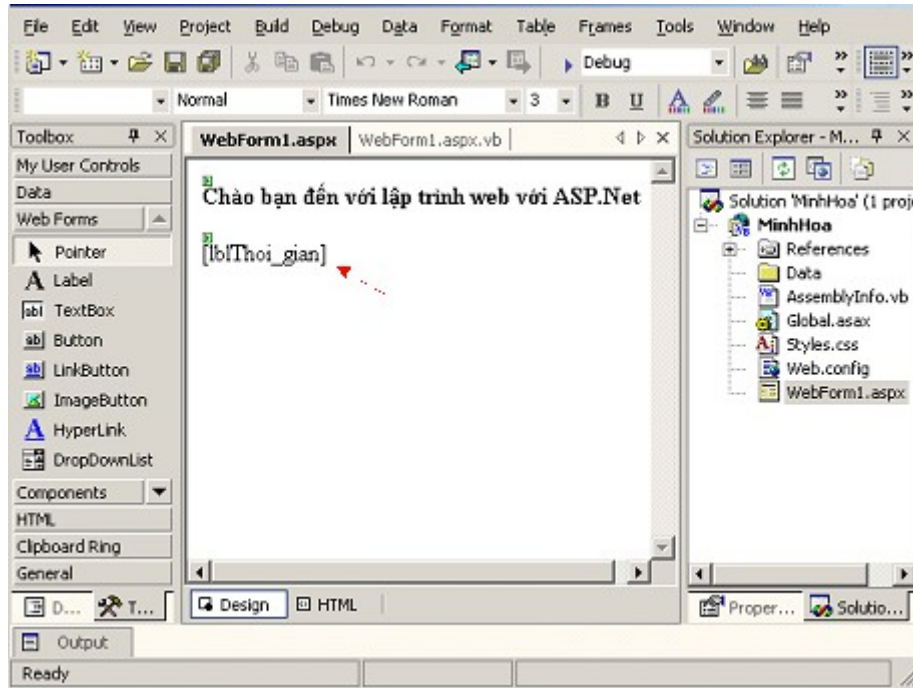 File Edit View Project Build Debug Data Format Table Frames Tools Window Help
Debug
Normal Times New Roman 3 B U A
Toolbox
My User Controls
Data
Web Forms
Pointer
A Label
abl TextBox
ab Button
ab LinkButton
ImageButton
A HyperLink
DropDownList
Components
HTML
Clipboard Ring
General
D... T...
WebForm1.aspx WebForm1.aspx.vb
Chào bạn đến với lập trình web với ASP.Net
[lblThoi_gian]
Design HTML
Solution Explorer - M...
Solution 'MinhHoa' (1 proj
MinhHoa
References
Data
AssemblyInfo.vb
Global.asax
Styles.css
Web.config
WebForm1.aspx
Proper... Solutio...
Output
Ready